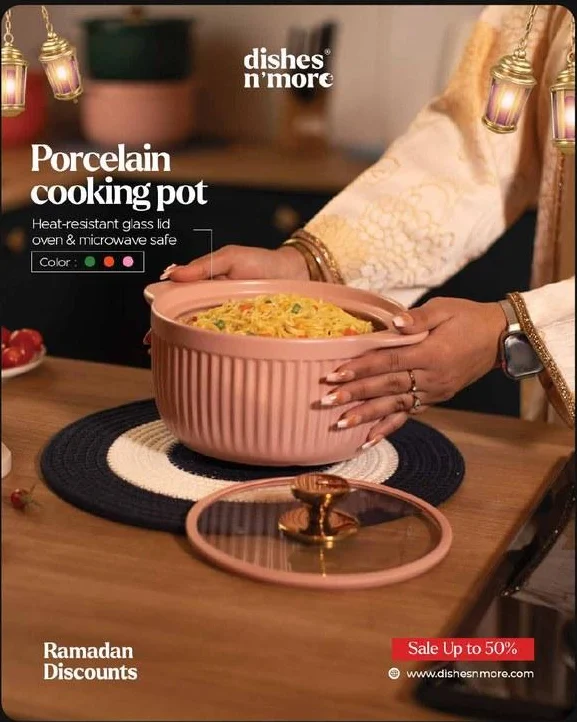 dishes®
n'more
Porcelain
cooking pot
Heat-resistant glass lid
oven & microwave safe
Color :
Ramadan
Discounts
Sale Up to 50%
www.dishesnmore.com